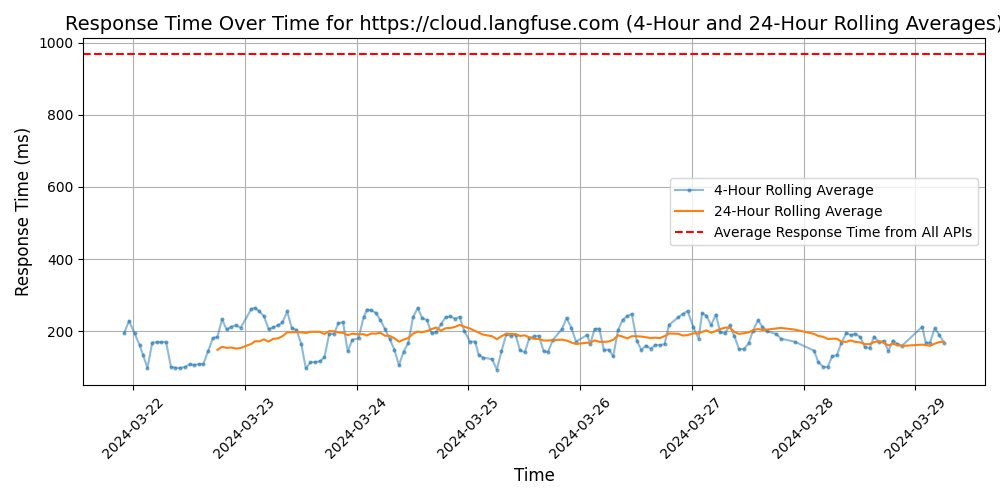 Response Time Over Time for https://cloud.langfuse.com (4-Hour and 24-Hour Rolling Averages)
Response Time (ms)
1000
800
600
400
200
4-Hour Rolling Average
24-Hour Rolling Average
Average Response Time from All APIs
2024-03-22
2024-03-23
2024-03-24
2024-03-25
2024-03-26
2024-03-27
2024-03-28
2024-03-29
Time